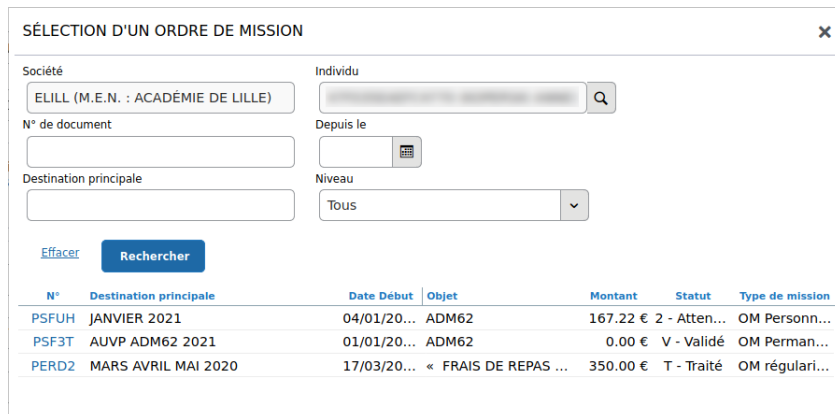 SÉLECTION D'UN ORDRE DE MISSION
Société Individu
ELILL (M.E.N. : ACADÉMIE DE LILLE)
N° de document Depuis le
Destination principale Niveau
Tous
Effacer Rechercher
N° Destination principale Date Début Objet Montant Statut Type de mission
PSFUH JANVIER 2021 04/01/20... ADM62 167.22 € 2 - Atten... OM Personn...
PSF3T AUVP ADM62 2021 01/01/20... ADM62 0.00 € V - Validé OM Perman...
PERD2 MARS AVRIL MAI 2020 17/03/20... « FRAIS DE REPAS ... 350.00 € T - Traité OM régulari...